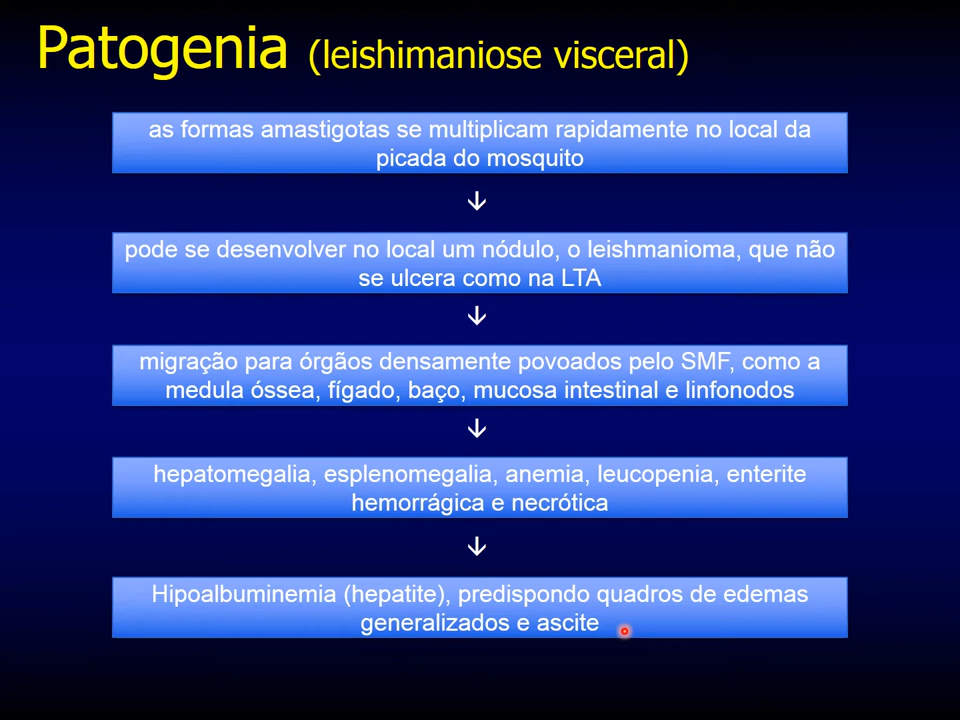 Patogenia (leishimaniose visceral)
as formas amastigotas se multiplicam rapidamente no local da
picada do mosquito
↓
pode se desenvolver no local um nódulo, o leishmanioma, que não
se ulcera como na LTA
↓
migração para órgãos densamente povoados pelo SMF, como a
medula óssea, fígado, baço, mucosa intestinal e linfonodos
↓
hepatomegalia, esplenomegalia, anemia, leucopenia, enterite
hemorrágica e necrótica
↓
Hipoalbuminemia (hepatite), predispondo quadros de edemas
generalizados e ascite